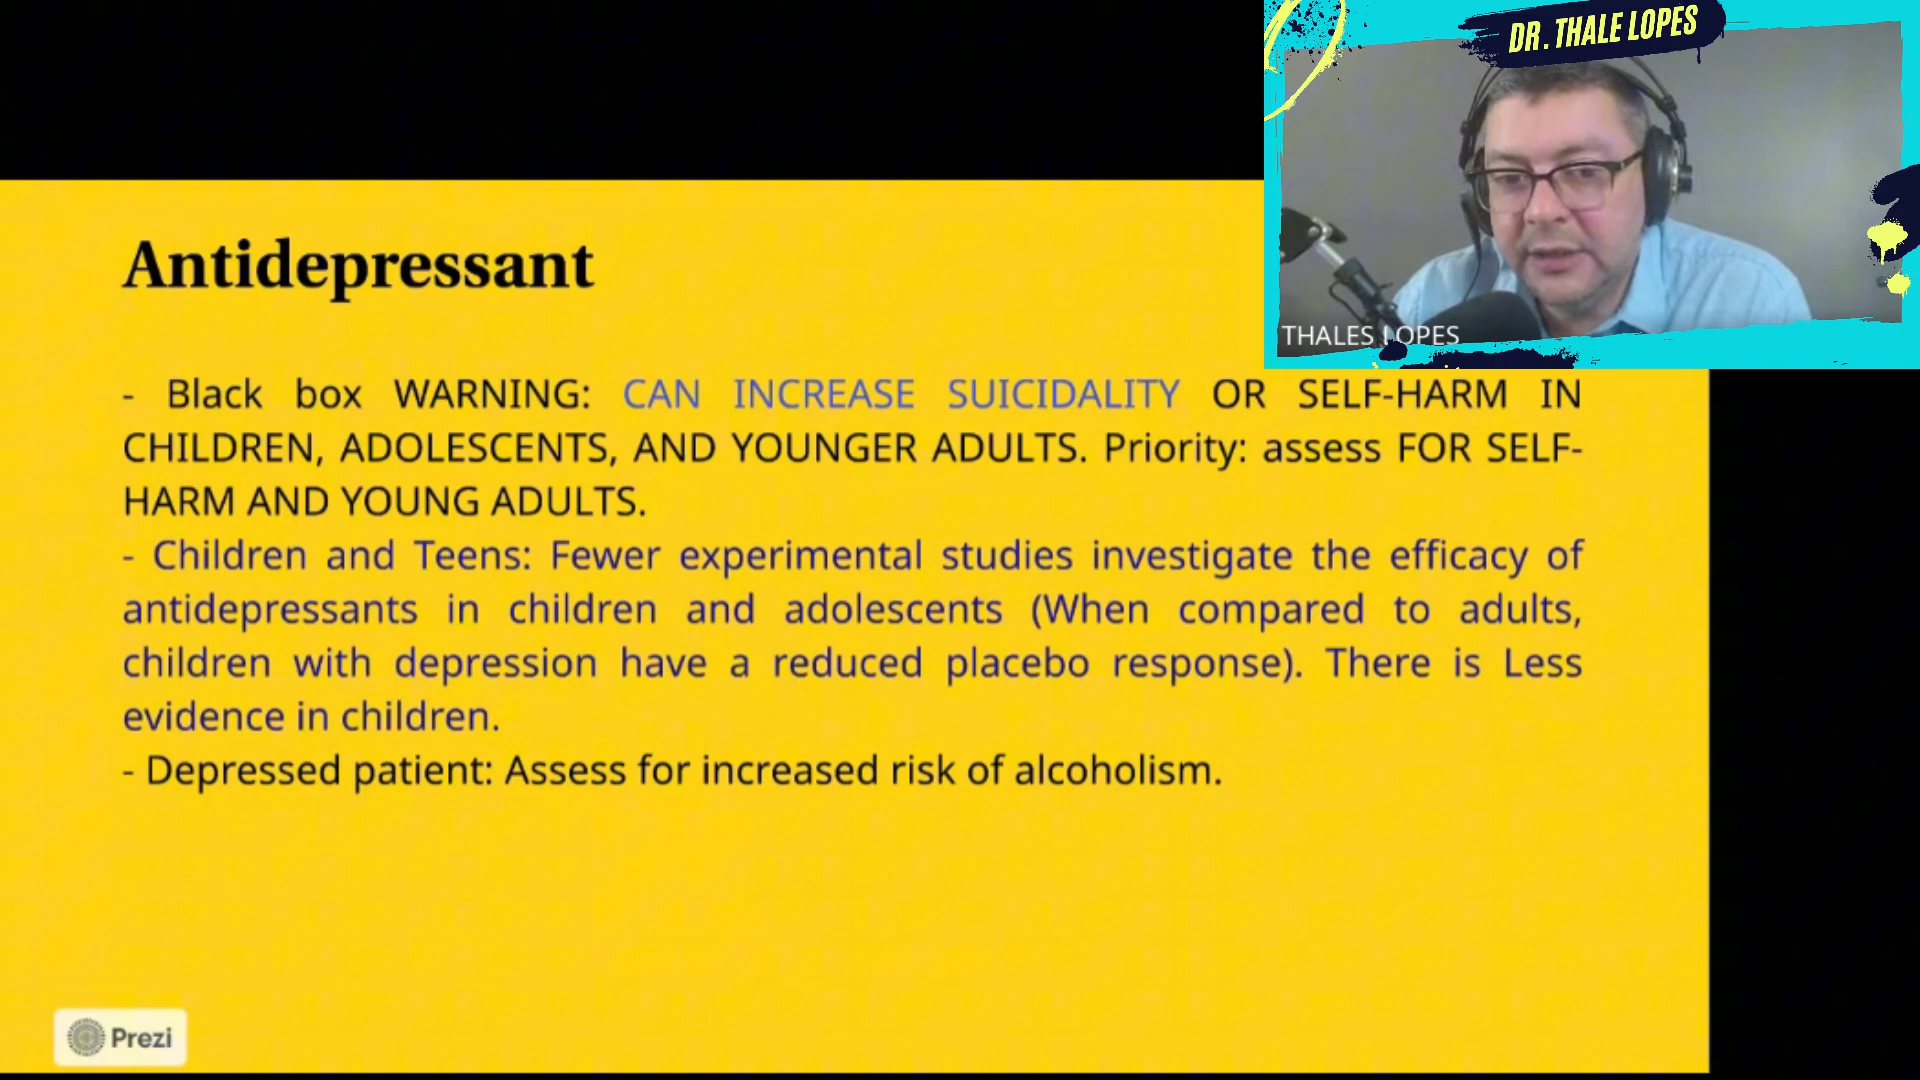 DR. THALE LOPES
THALES LOPES
Antidepressant
- Black box WARNING: CAN INCREASE SUICIDALITY OR SELF-HARM IN
CHILDREN, ADOLESCENTS, AND YOUNGER ADULTS. Priority: assess FOR SELF-
HARM AND YOUNG ADULTS.
- Children and Teens: Fewer experimental studies investigate the efficacy of
antidepressants in children and adolescents (When compared to adults,
children with depression have a reduced placebo response). There is Less
evidence in children.
- Depressed patient: Assess for increased risk of alcoholism.
Prezi